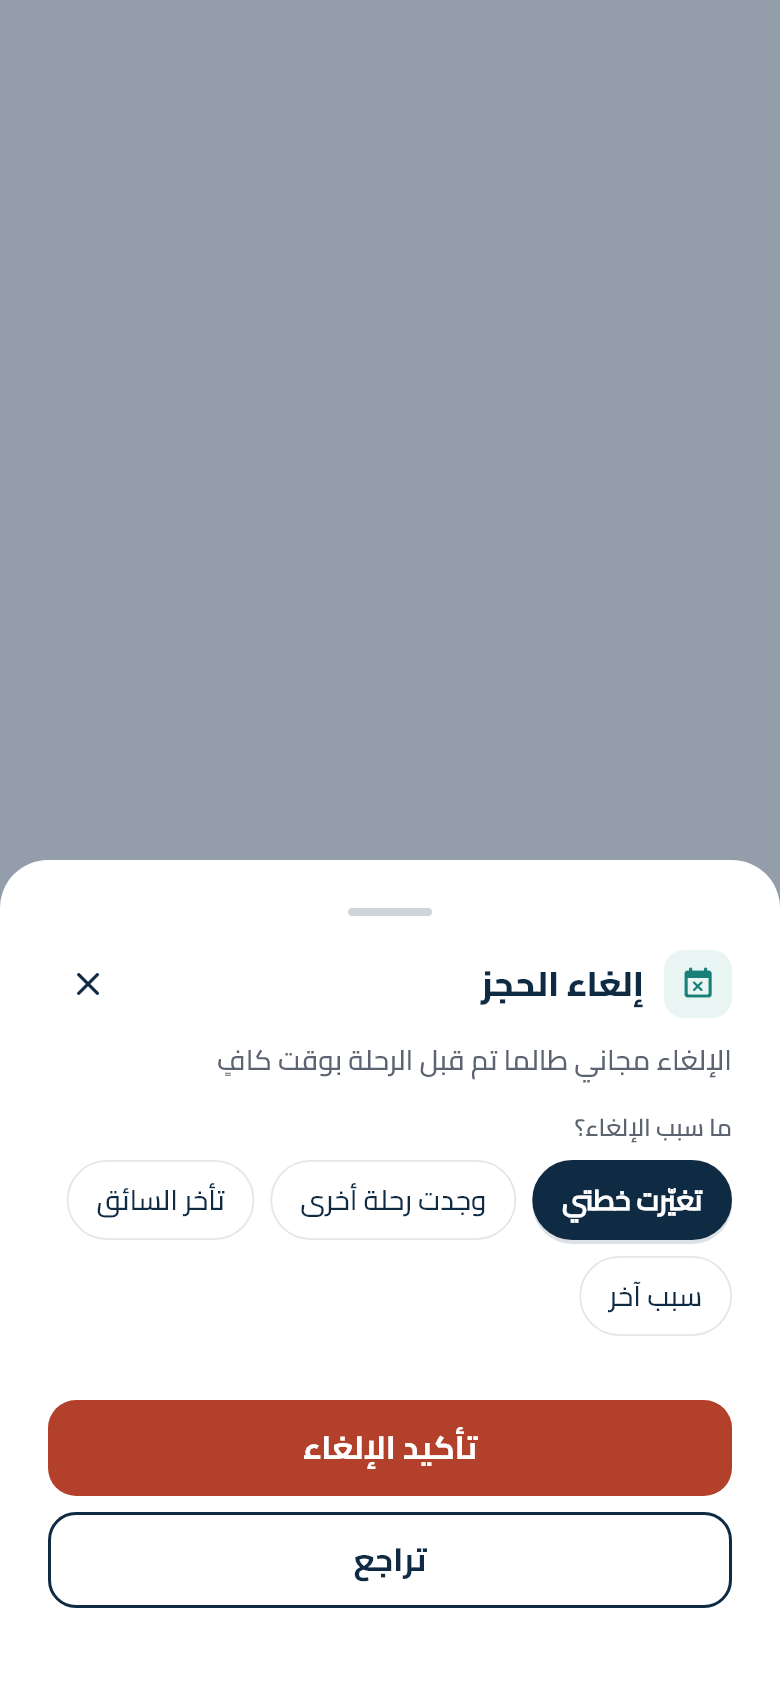 إلغاء الحجز
الإلغاء مجاني طالما تم قبل الرحلة بوقت كافٍ
ما سبب الإلغاء؟
تغيّرت خطتي
وجدت رحلة أخرى
تأخر السائق
سبب آخر
تأكيد الإلغاء
تراجع